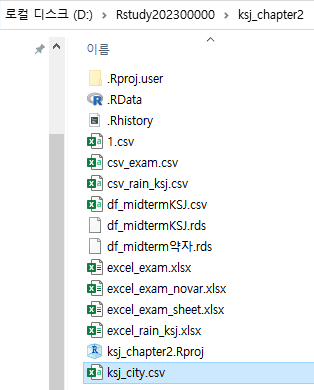 로컬 디스크 (D:) > Rstudy202300000 > ksj_chapter2
이름
.Rproj.user
.RData
.Rhistory
1.csv
csv_exam.csv
csv_rain_ksj.csv
df_midtermKSJ.csv
df_midtermKSJ.rds
df_midterm약자.rds
excel_exam.xlsx
excel_exam_novar.xlsx
excel_exam_sheet.xlsx
excel_rain_ksj.xlsx
ksj_chapter2.Rproj
ksj_city.csv